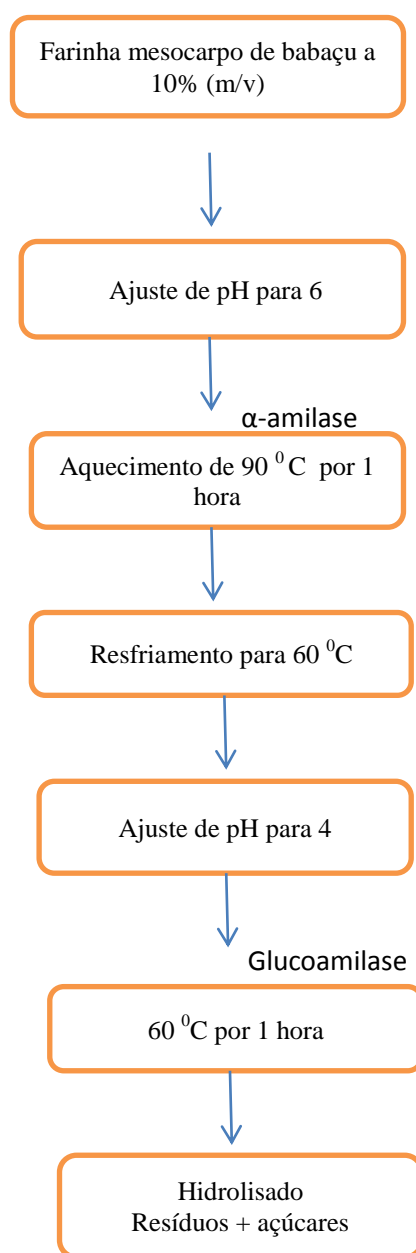 Farinha mesocarpo de babaçu a
10% (m/v)
Ajuste de pH para 6
α-amilase
Aquecimento de 90 ⁰ C por 1
hora
Resfriamento para 60 ⁰C
Ajuste de pH para 4
Glucoamilase
60 ⁰C por 1 hora
Hidrolisado
Resíduos + açúcares